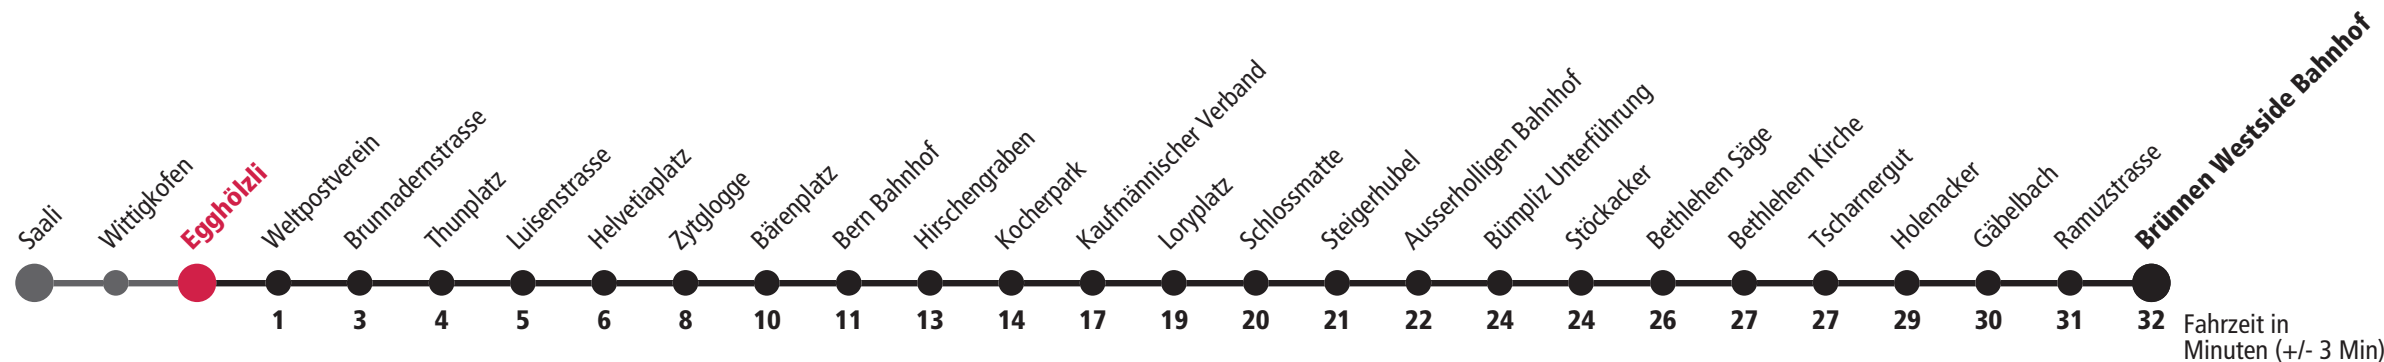 Saali
Wittigkofen
Egghölzli
Weltpostverein
Brunnadernstrasse
Thunplatz
Luisenstrasse
Helvetiaplatz
Zytglogge
Bärenplatz
Bern Bahnhof
Hirschengraben
Kocherpark
Kaufmännischer Verband
Loryplatz
Schlossmatte
Steigerhubel
Ausserholligen Bahnhof
Bümpliz Unterführung
Stöckacker
Bethlehem Säge
Bethlehem Kirche
Tscharnergut
Holenacker
Gäbelbach
Ramuzstrasse
Brünnen Westside Bahnhof
1 3 4 5 6 8 10 11 13 14 17 19 20 21 22 24 24 26 27 27 29 30 31 32
Fahrzeit in
Minuten (+/- 3 Min)